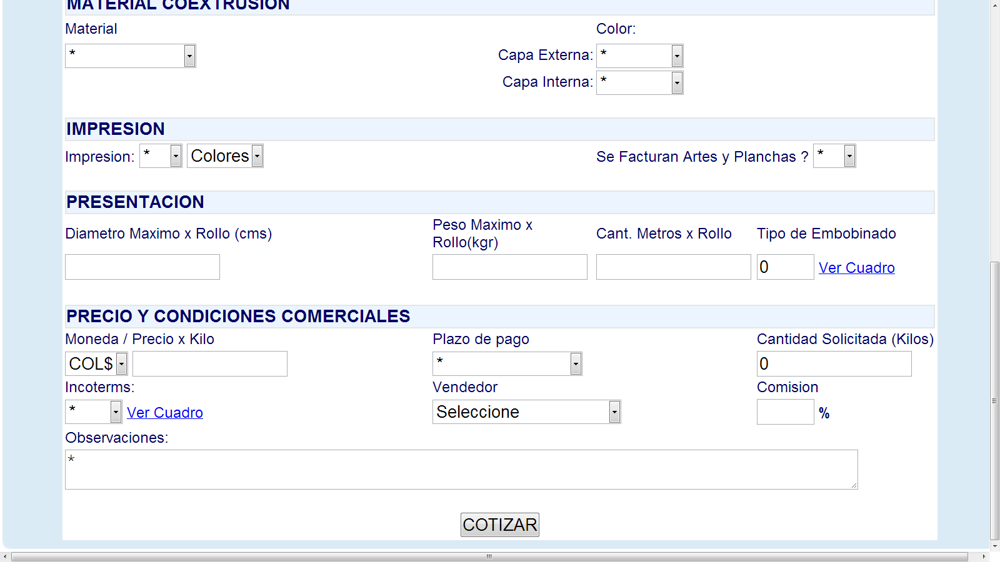 MATERIAL COEXTRUSION
Material Color:
* Capa Externa: *
Capa Interna: *
IMPRESION
Impresion: * Colores Se Facturan Artes y Planchas ? *
PRESENTACION
Diametro Maximo x Rollo (cms) Peso Maximo x Rollo(kgr) Cant. Metros x Rollo Tipo de Embobinado
0 Ver Cuadro
PRECIO Y CONDICIONES COMERCIALES
Moneda / Precio x Kilo Plazo de pago Cantidad Solicitada (Kilos)
COL$ * 0
Incoterms: Vendedor Comision
* Ver Cuadro Seleccione %
Observaciones:
*
COTIZAR